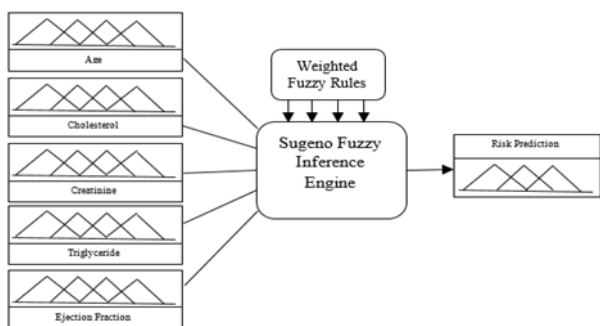 Age
Cholesterol
Creatinine
Triglyceride
Ejection Fraction
Weighted
Fuzzy Rules
Sugeno Fuzzy
Inference
Engine
Risk Prediction